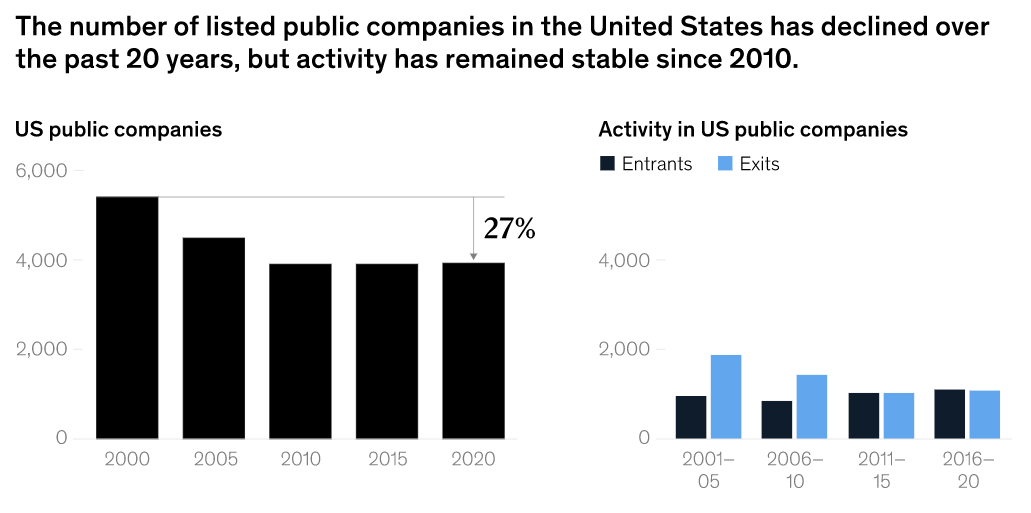 The number of listed public companies in the United States has declined over
the past 20 years, but activity has remained stable since 2010.
US public companies
6,000
27%
4,000
2,000
0
2000 2005 2010 2015 2020
Activity in US public companies
Entrants Exits
4,000
2,000
0
2001– 2006– 2011– 2016–
05 10 15 20